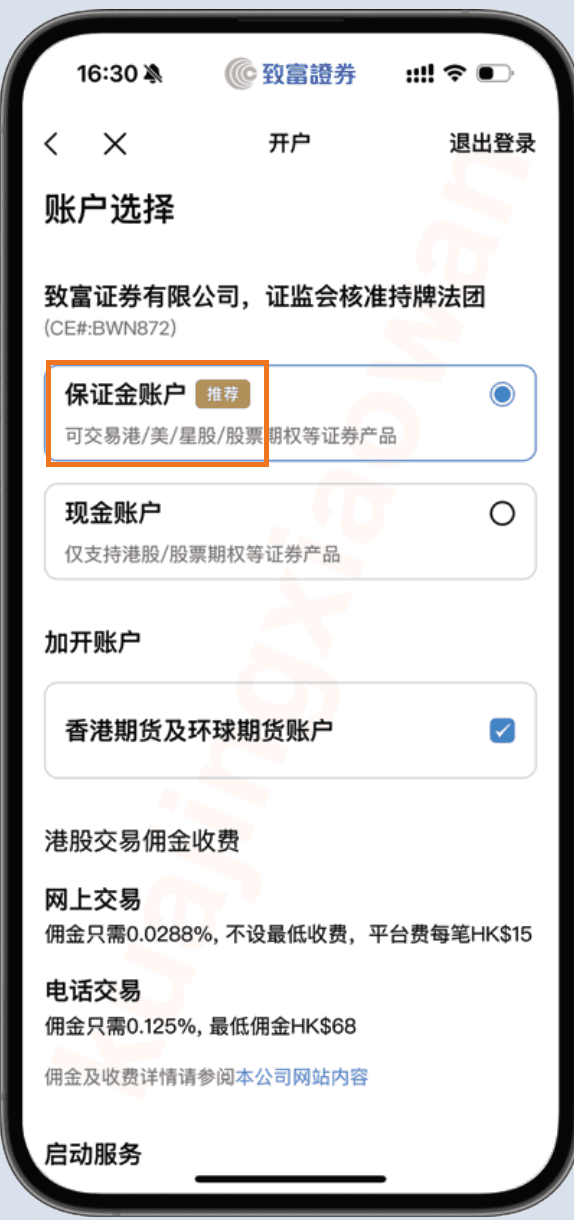 16:30 致富證券
开户 退出登录
账户选择
致富证券有限公司，证监会核准持牌法团
(CE#:BWN872)
保证金账户 推荐
可交易港/美/星股/股票期权等证券产品
现金账户
仅支持港股/股票期权等证券产品
加开账户
香港期货及环球期货账户
港股交易佣金收费
网上交易
佣金只需0.0288%, 不设最低收费，平台费每笔HK$15
电话交易
佣金只需0.125%, 最低佣金HK$68
佣金及收费详情请参阅本公司网站内容
启动服务
kuajingxiaowan